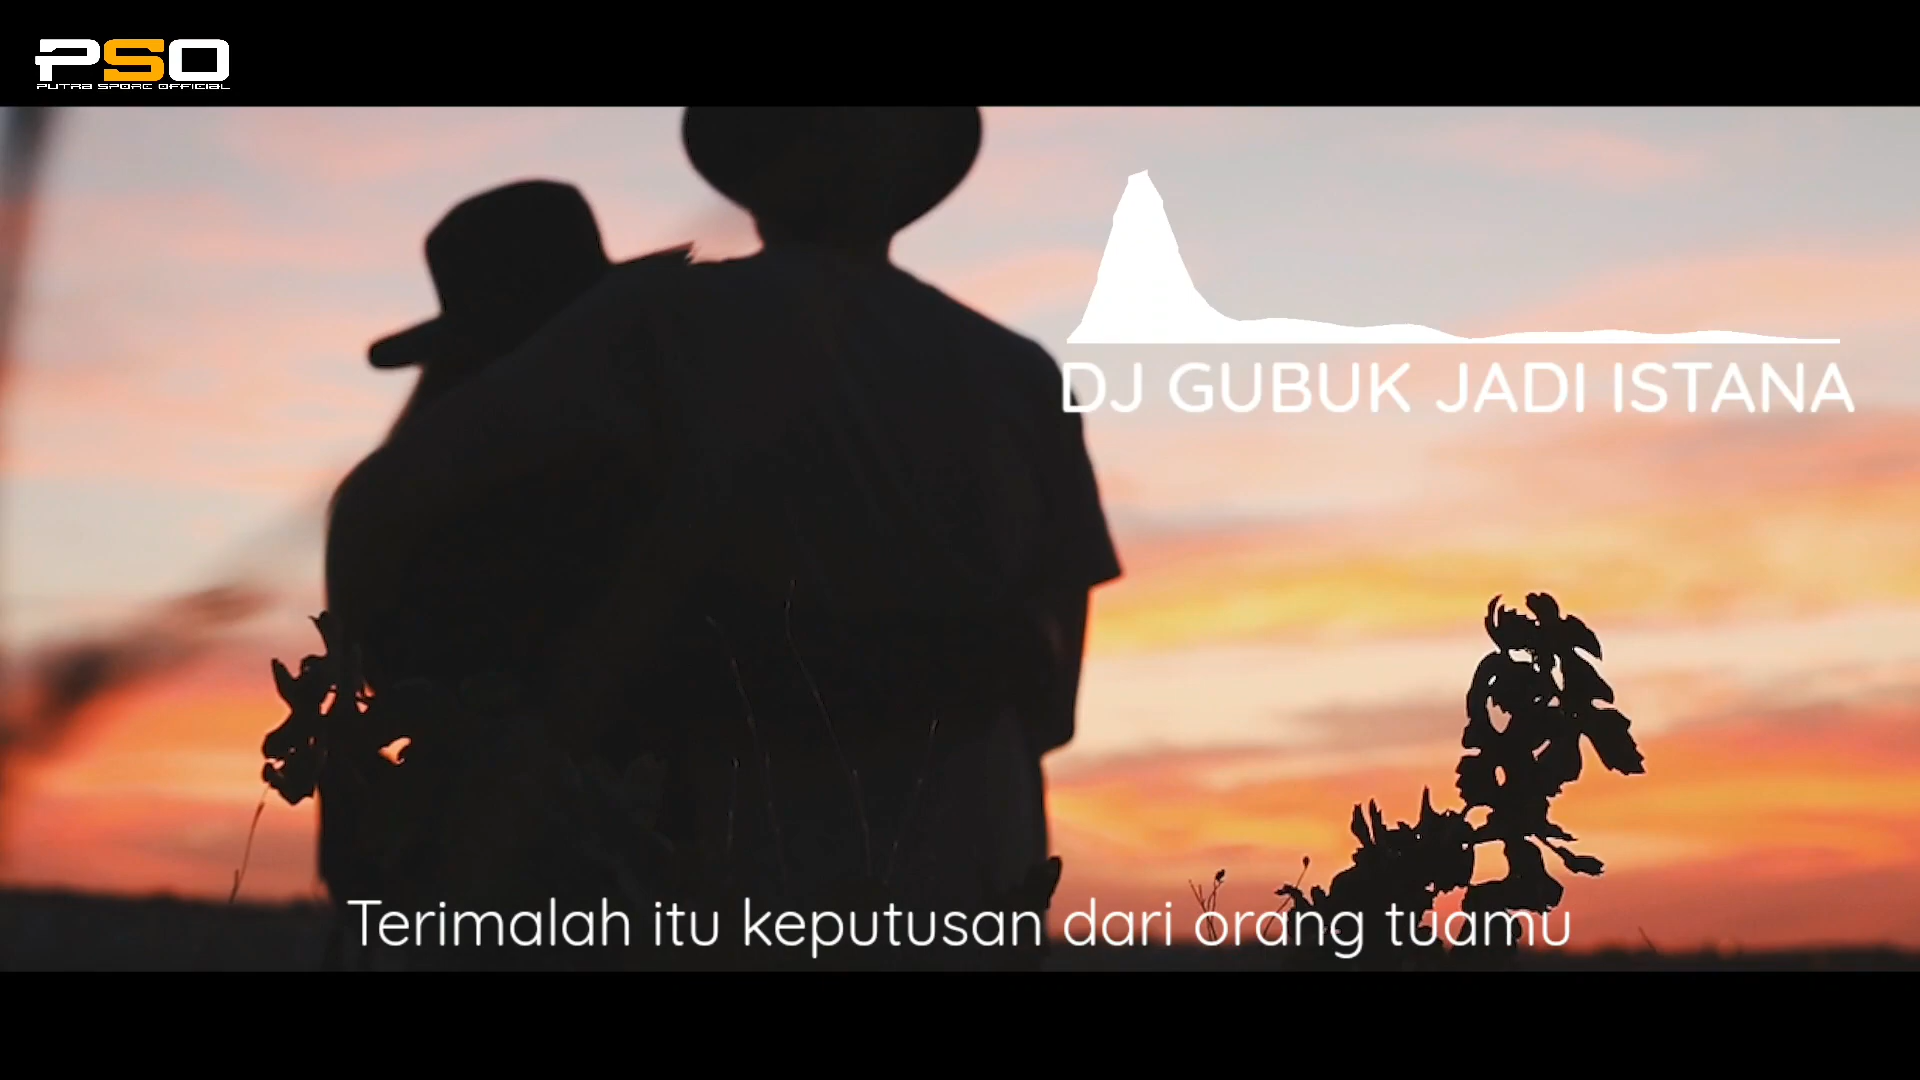 PSO
PUTRA SPORC OFFICIAL
DJ GUBUK JADI ISTANA
Terimalah itu keputusan dari orang tuamu